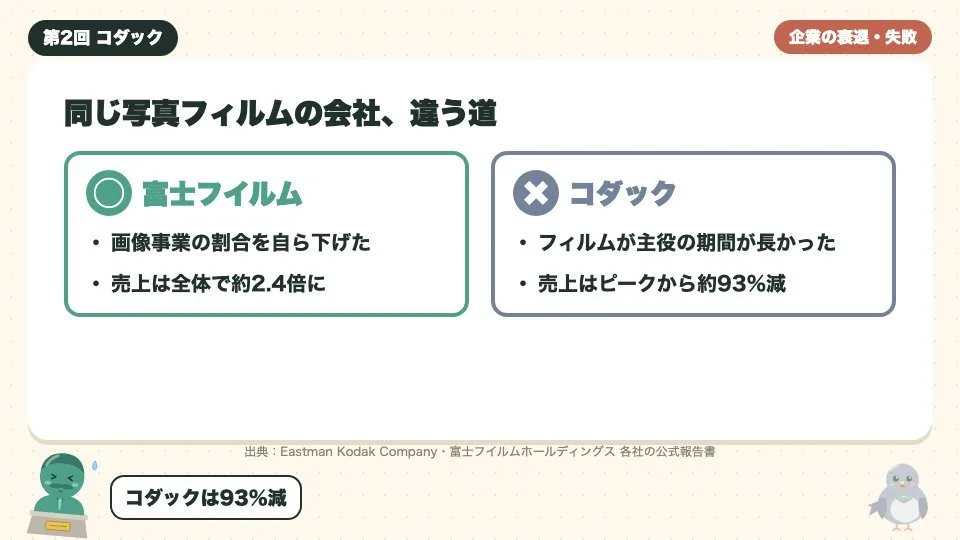 第2回 コダック
企業の衰退・失敗
同じ写真フィルムの会社、違う道
富士フイルム
・画像事業の割合を自ら下げた
・売上は全体で約2.4倍に
コダック
・フィルムが主役の期間が長かった
・売上はピークから約93%減
出典：Eastman Kodak Company・富士フイルムホールディングス 各社の公式報告書
コダックは93%減